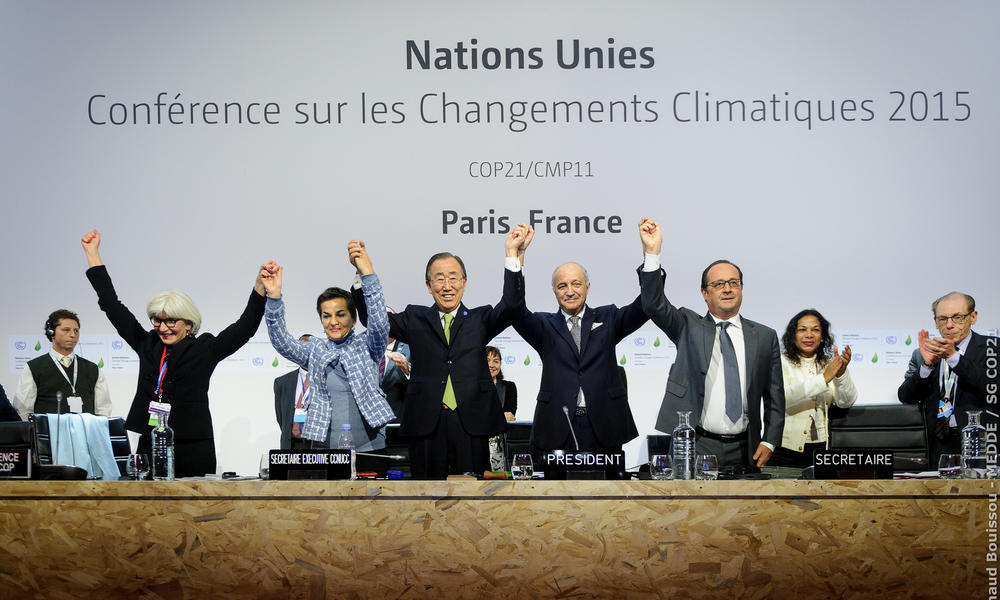 Nations Unies
Conférence sur les Changements Climatiques 2015
COP21/CMP11
Paris, France
ENCE
COP
SECRETAIRE EXECUTIVE CCNUCC
PRESIDENT
SECRETAIRE
naud Bouissou - MEDDE / SG COP21